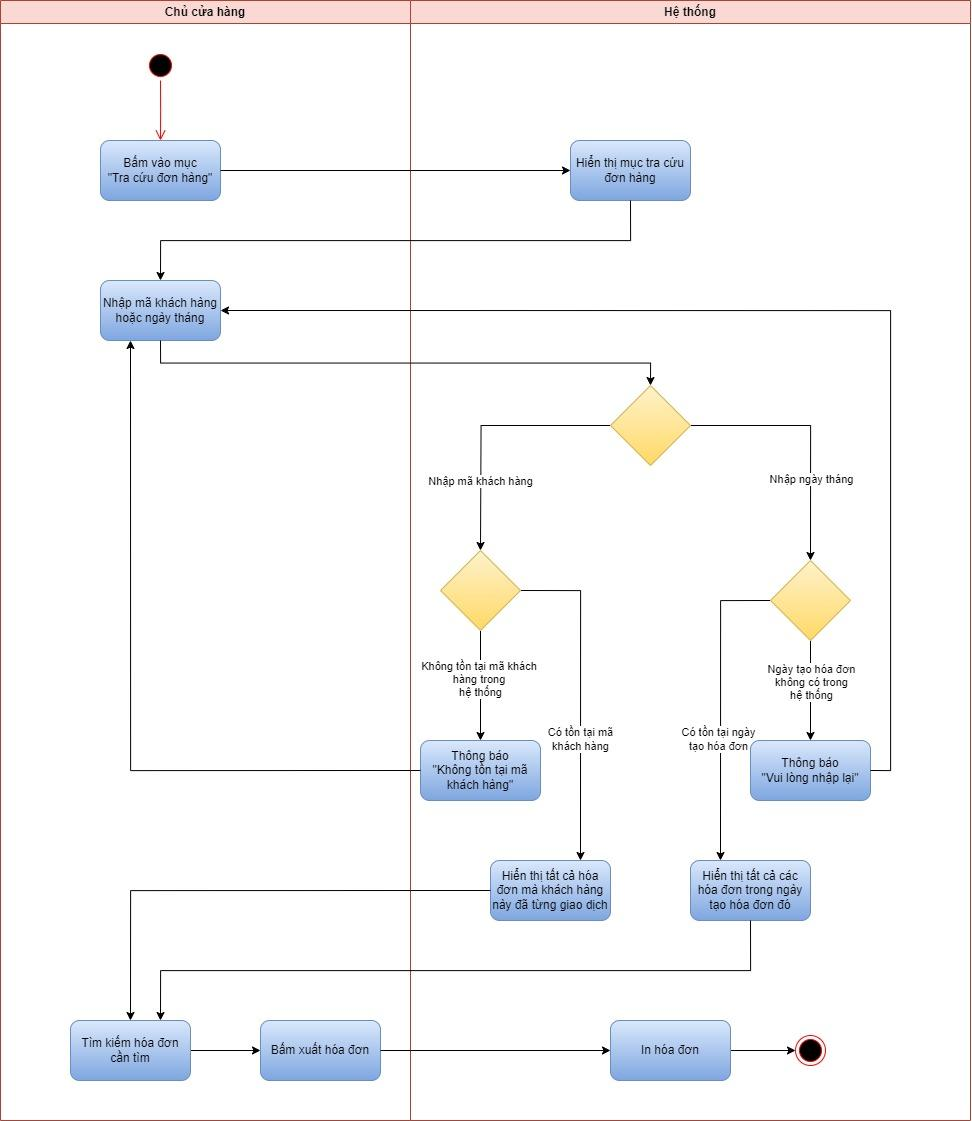 Chủ cửa hàng
Hệ thống
Bấm vào mục
"Tra cứu đơn hàng"
Hiển thị mục tra cứu
đơn hàng
Nhập mã khách hàng
hoặc ngày tháng
Nhập mã khách hàng
Nhập ngày tháng
Không tồn tại mã khách
hàng trong
hệ thống
Ngày tạo hóa đơn
không có trong
hệ thống
Có tồn tại mã
khách hàng
Có tồn tại ngày
tạo hóa đơn
Thông báo
"Không tồn tại mã
khách hàng"
Thông báo
"Vui lòng nhập lại"
Hiển thị tất cả hóa
đơn mà khách hàng
này đã từng giao dịch
Hiển thị tất cả các
hóa đơn trong ngày
tạo hóa đơn đó
Tìm kiếm hóa đơn
cần tìm
Bấm xuất hóa đơn
In hóa đơn